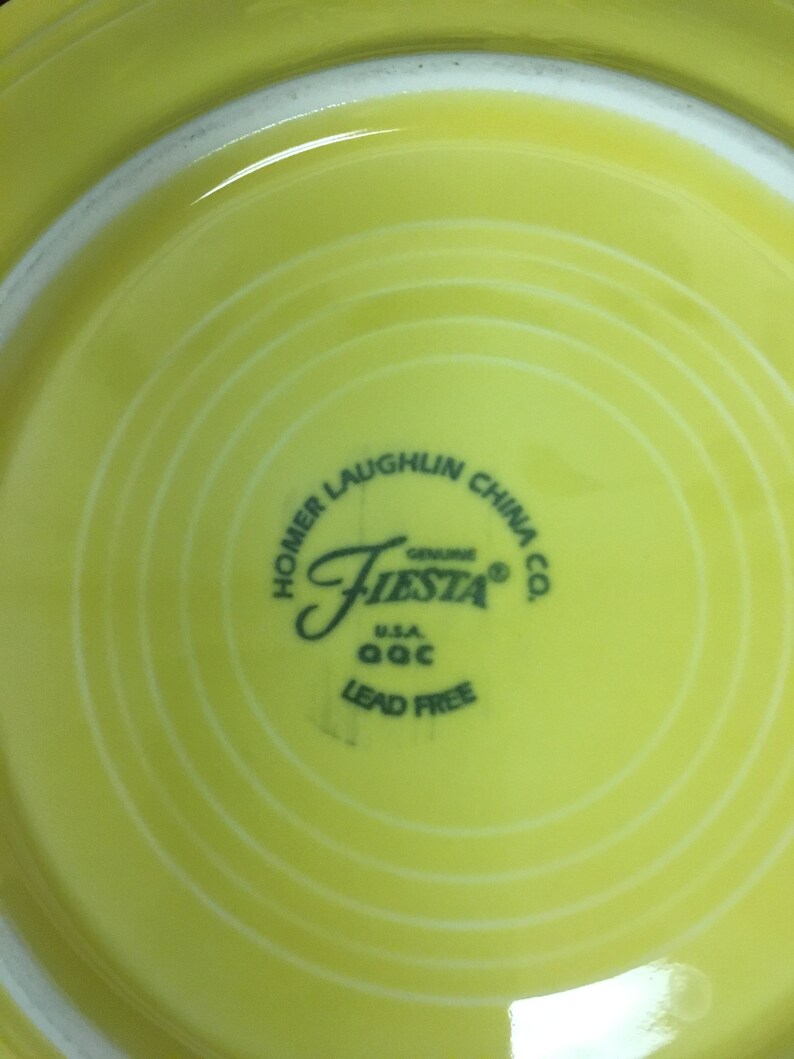 HOMER LAUGHLIN CHINA CO.
GENUINE
FIESTA®
U.S.A.
QQC
LEAD FREE